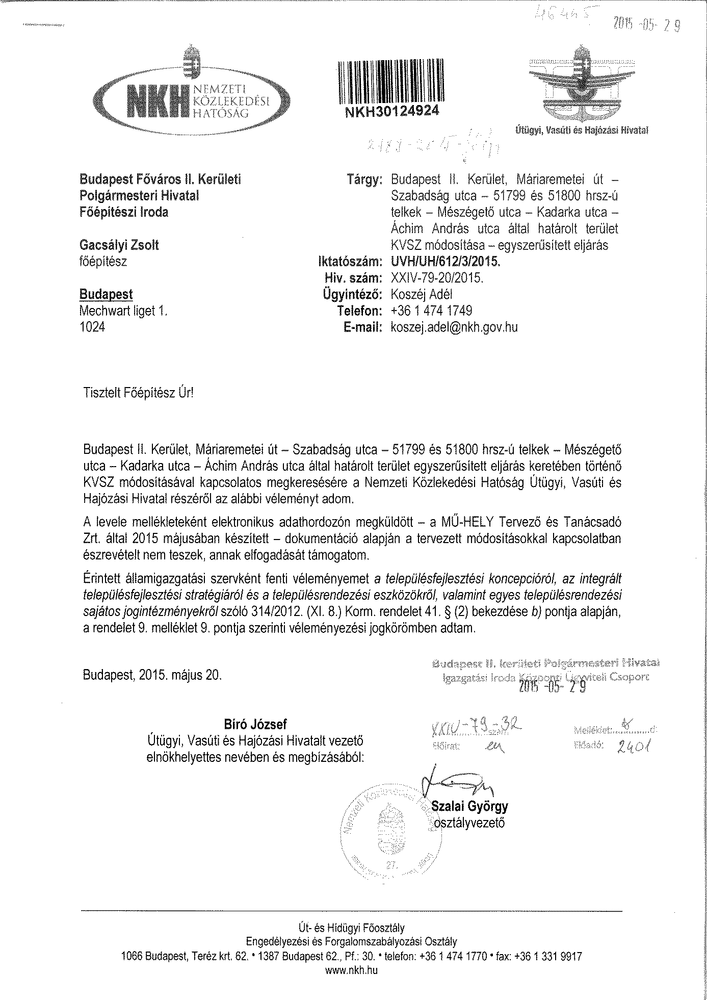 2015 -05- 29
NKH NEMZETI
KÖZLEKEDÉSI
HATÓSÁG
NKH30124924
Útügyi, Vasúti és Hajózási Hivatal
Budapest Főváros II. Kerületi
Polgármesteri Hivatal
Főépítészi Iroda
Gacsályi Zsolt
főépítész
Budapest
Mechwart liget 1.
1024
Tárgy: Budapest II. Kerület, Máriaremetei út –
Szabadság utca – 51799 és 51800 hrsz-ú
telkek – Mészégető utca – Kadarka utca –
Áchim András utca által határolt terület
KVSZ módosítása – egyszerűsített eljárás
Iktatószám: UVH/UH/612/3/2015.
Hiv. szám: XXIV-79-20/2015.
Ügyintéző: Koszéj Adél
Telefon: +36 1 474 1749
E-mail: koszej.adel@nkh.gov.hu
Tisztelt Főépítész Úr!
Budapest II. Kerület, Máriaremetei út – Szabadság utca – 51799 és 51800 hrsz-ú telkek – Mészégető
utca – Kadarka utca – Áchim András utca által határolt terület egyszerűsített eljárás keretében történő
KVSZ módosításával kapcsolatos megkeresésére a Nemzeti Közlekedési Hatóság Útügyi, Vasúti és
Hajózási Hivatal részéről az alábbi véleményt adom.
A levele mellékleteként elektronikus adathordozón megküldött – a MŰ-HELY Tervező és Tanácsadó
Zrt. által 2015 májusában készített – dokumentáció alapján a tervezett módosításokkal kapcsolatban
észrevételt nem teszek, annak elfogadását támogatom.
Érintett államigazgatási szervként fenti véleményemet a településfejlesztési koncepcióról, az integrált
településfejlesztési stratégiáról és a településrendezési eszközökről, valamint egyes településrendezési
sajátos jogintézményekről szóló 314/2012. (XI. 8.) Korm. rendelet 41. § (2) bekezdése b) pontja alapján,
a rendelet 9. melléklet 9. pontja szerinti véleményezési jogkörömben adtam.
Budapest, 2015. május 20.
Budapest II. kerületi Polgármesteri Hivatal
Igazgatási Iroda Központi Ügyviteli Csoport
2015 -05- 29
XXIV-79-32 szám
Melléklet: d.
Előirat:
Előadó: 2401
Bíró József
Útügyi, Vasúti és Hajózási Hivatalt vezető
elnökhelyettes nevében és megbízásából:
Szalai György
osztályvezető
Nemzeti Közlekedési
27.
Út- és Hídügyi Főosztály
Engedélyezési és Forgalomszabályozási Osztály
1066 Budapest, Teréz krt. 62. • 1387 Budapest 62., Pf.: 30. • telefon: +36 1 474 1770 • fax: +36 1 331 9917
www.nkh.hu